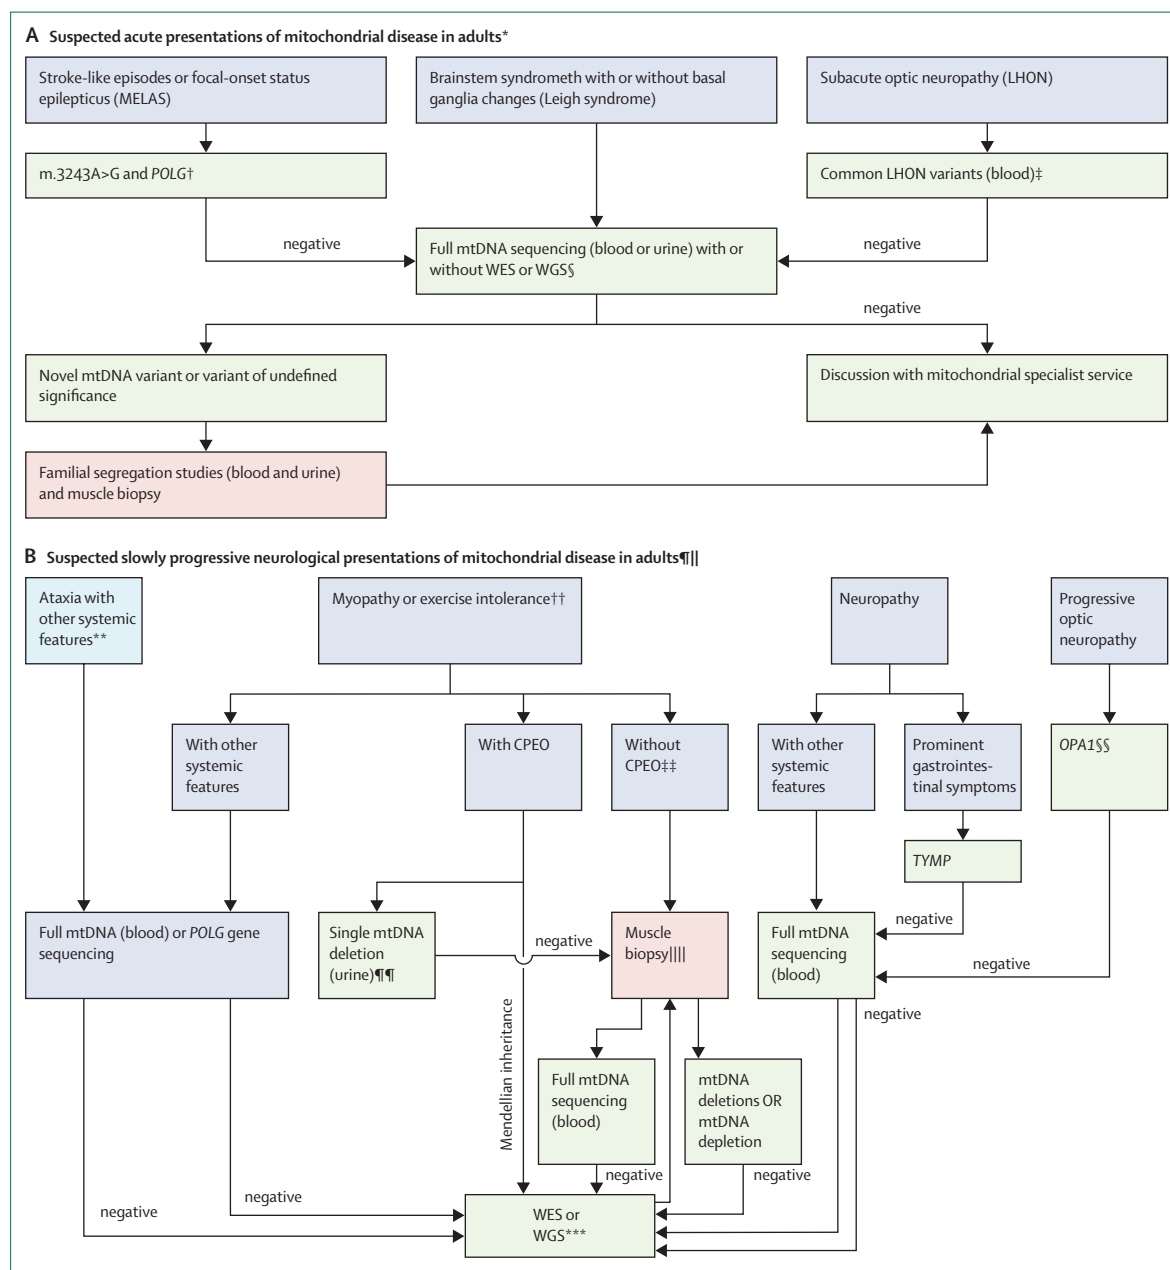 A Suspected acute presentations of mitochondrial disease in adults*
Stroke-like episodes or focal-onset status
epilepticus (MELAS)
Brainstem syndrometh with or without basal
ganglia changes (Leigh syndrome)
Subacute optic neuropathy (LHON)
m.3243A>G and POLG†
Common LHON variants (blood)‡
negative
negative
Full mtDNA sequencing (blood or urine) with or
without WES or WGS§
negative
Novel mtDNA variant or variant of undefined
significance
Discussion with mitochondrial specialist service
Familial segregation studies (blood and urine)
and muscle biopsy
B Suspected slowly progressive neurological presentations of mitochondrial disease in adults¶||
Ataxia with
other systemic
features**
Myopathy or exercise intolerance††
Neuropathy
Progressive
optic
neuropathy
With other
systemic
features
With CPEO
Without
CPEO‡‡
With other
systemic
features
Prominent
gastrointes-
tinal symptoms
OPA1§§
TYMP
Full mtDNA (blood) or POLG gene
sequencing
Single mtDNA
deletion
(urine)¶¶
negative
Muscle
biopsy||||
Full mtDNA
sequencing
(blood)
negative
negative
negative
Mendellian inheritance
Full mtDNA
sequencing
(blood)
mtDNA
deletions OR
mtDNA
depletion
negative
negative
negative
negative
WES or
WGS***